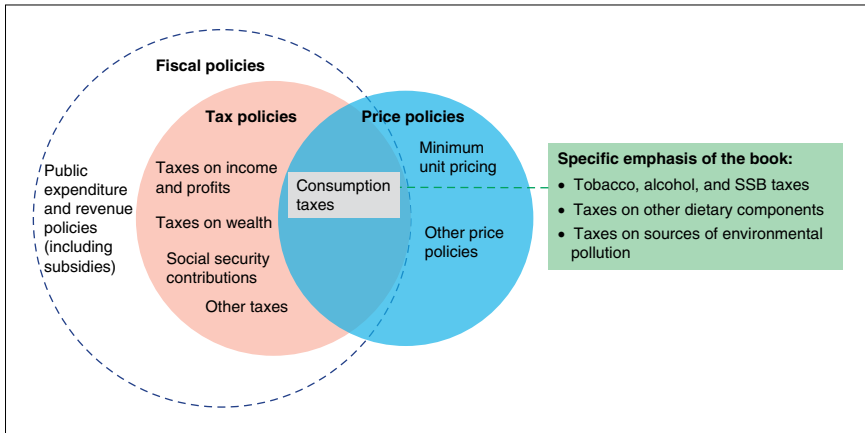 Fiscal policies
Tax policies
Price policies
Public
expenditure
and revenue
policies
(including
subsidies)
Taxes on income
and profits
Taxes on wealth
Social security
contributions
Other taxes
Consumption
taxes
Minimum
unit pricing
Other price
policies
Specific emphasis of the book:
• Tobacco, alcohol, and SSB taxes
• Taxes on other dietary components
• Taxes on sources of environmental
pollution